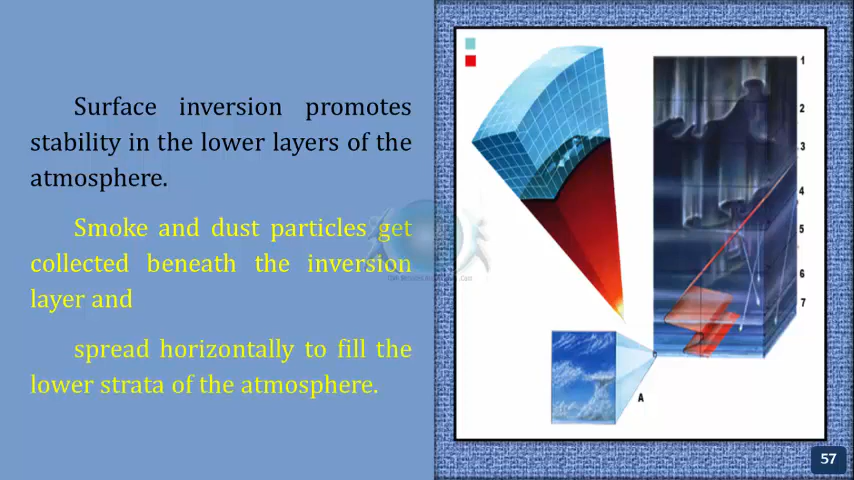 Surface inversion promotes
stability in the lower layers of the
atmosphere.
Smoke and dust particles get
collected beneath the inversion
layer and
spread horizontally to fill the
lower strata of the atmosphere.
1
2
3
4
5
6
7
A
57